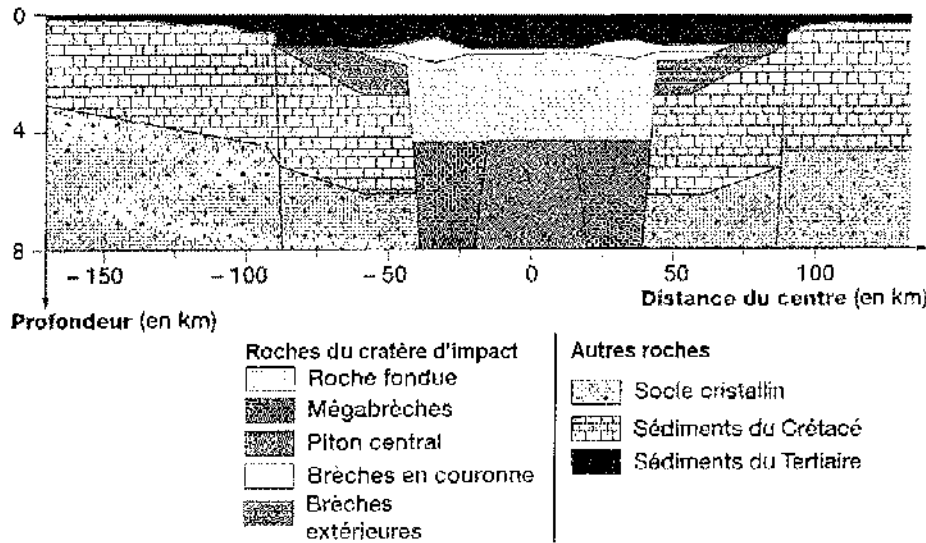 0
4
8
– 150
– 100
– 50
0
50
100
Distance du centre (en km)
Profondeur (en km)
Roches du cratère d'impact
Roche fondue
Mégabrèches
Piton central
Brèches en couronne
Brèches
extérieures
Autres roches
Socle cristallin
Sédiments du Crétacé
Sédiments du Tertiaire